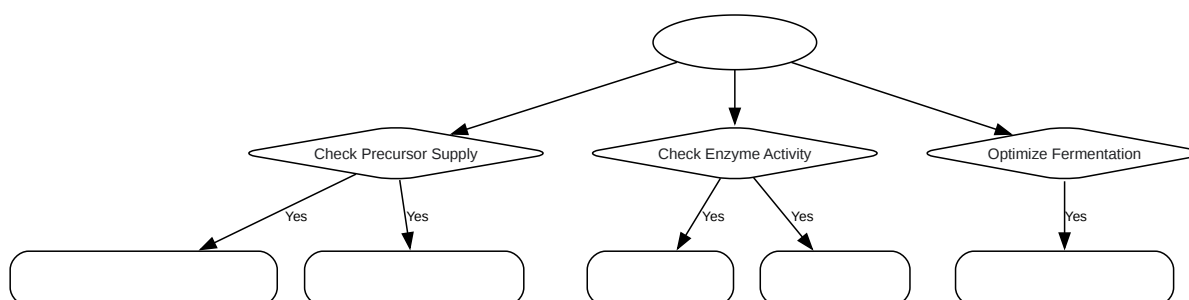 Check Precursor Supply
Check Enzyme Activity
Optimize Fermentation
Yes
Yes
Yes
Yes
Yes